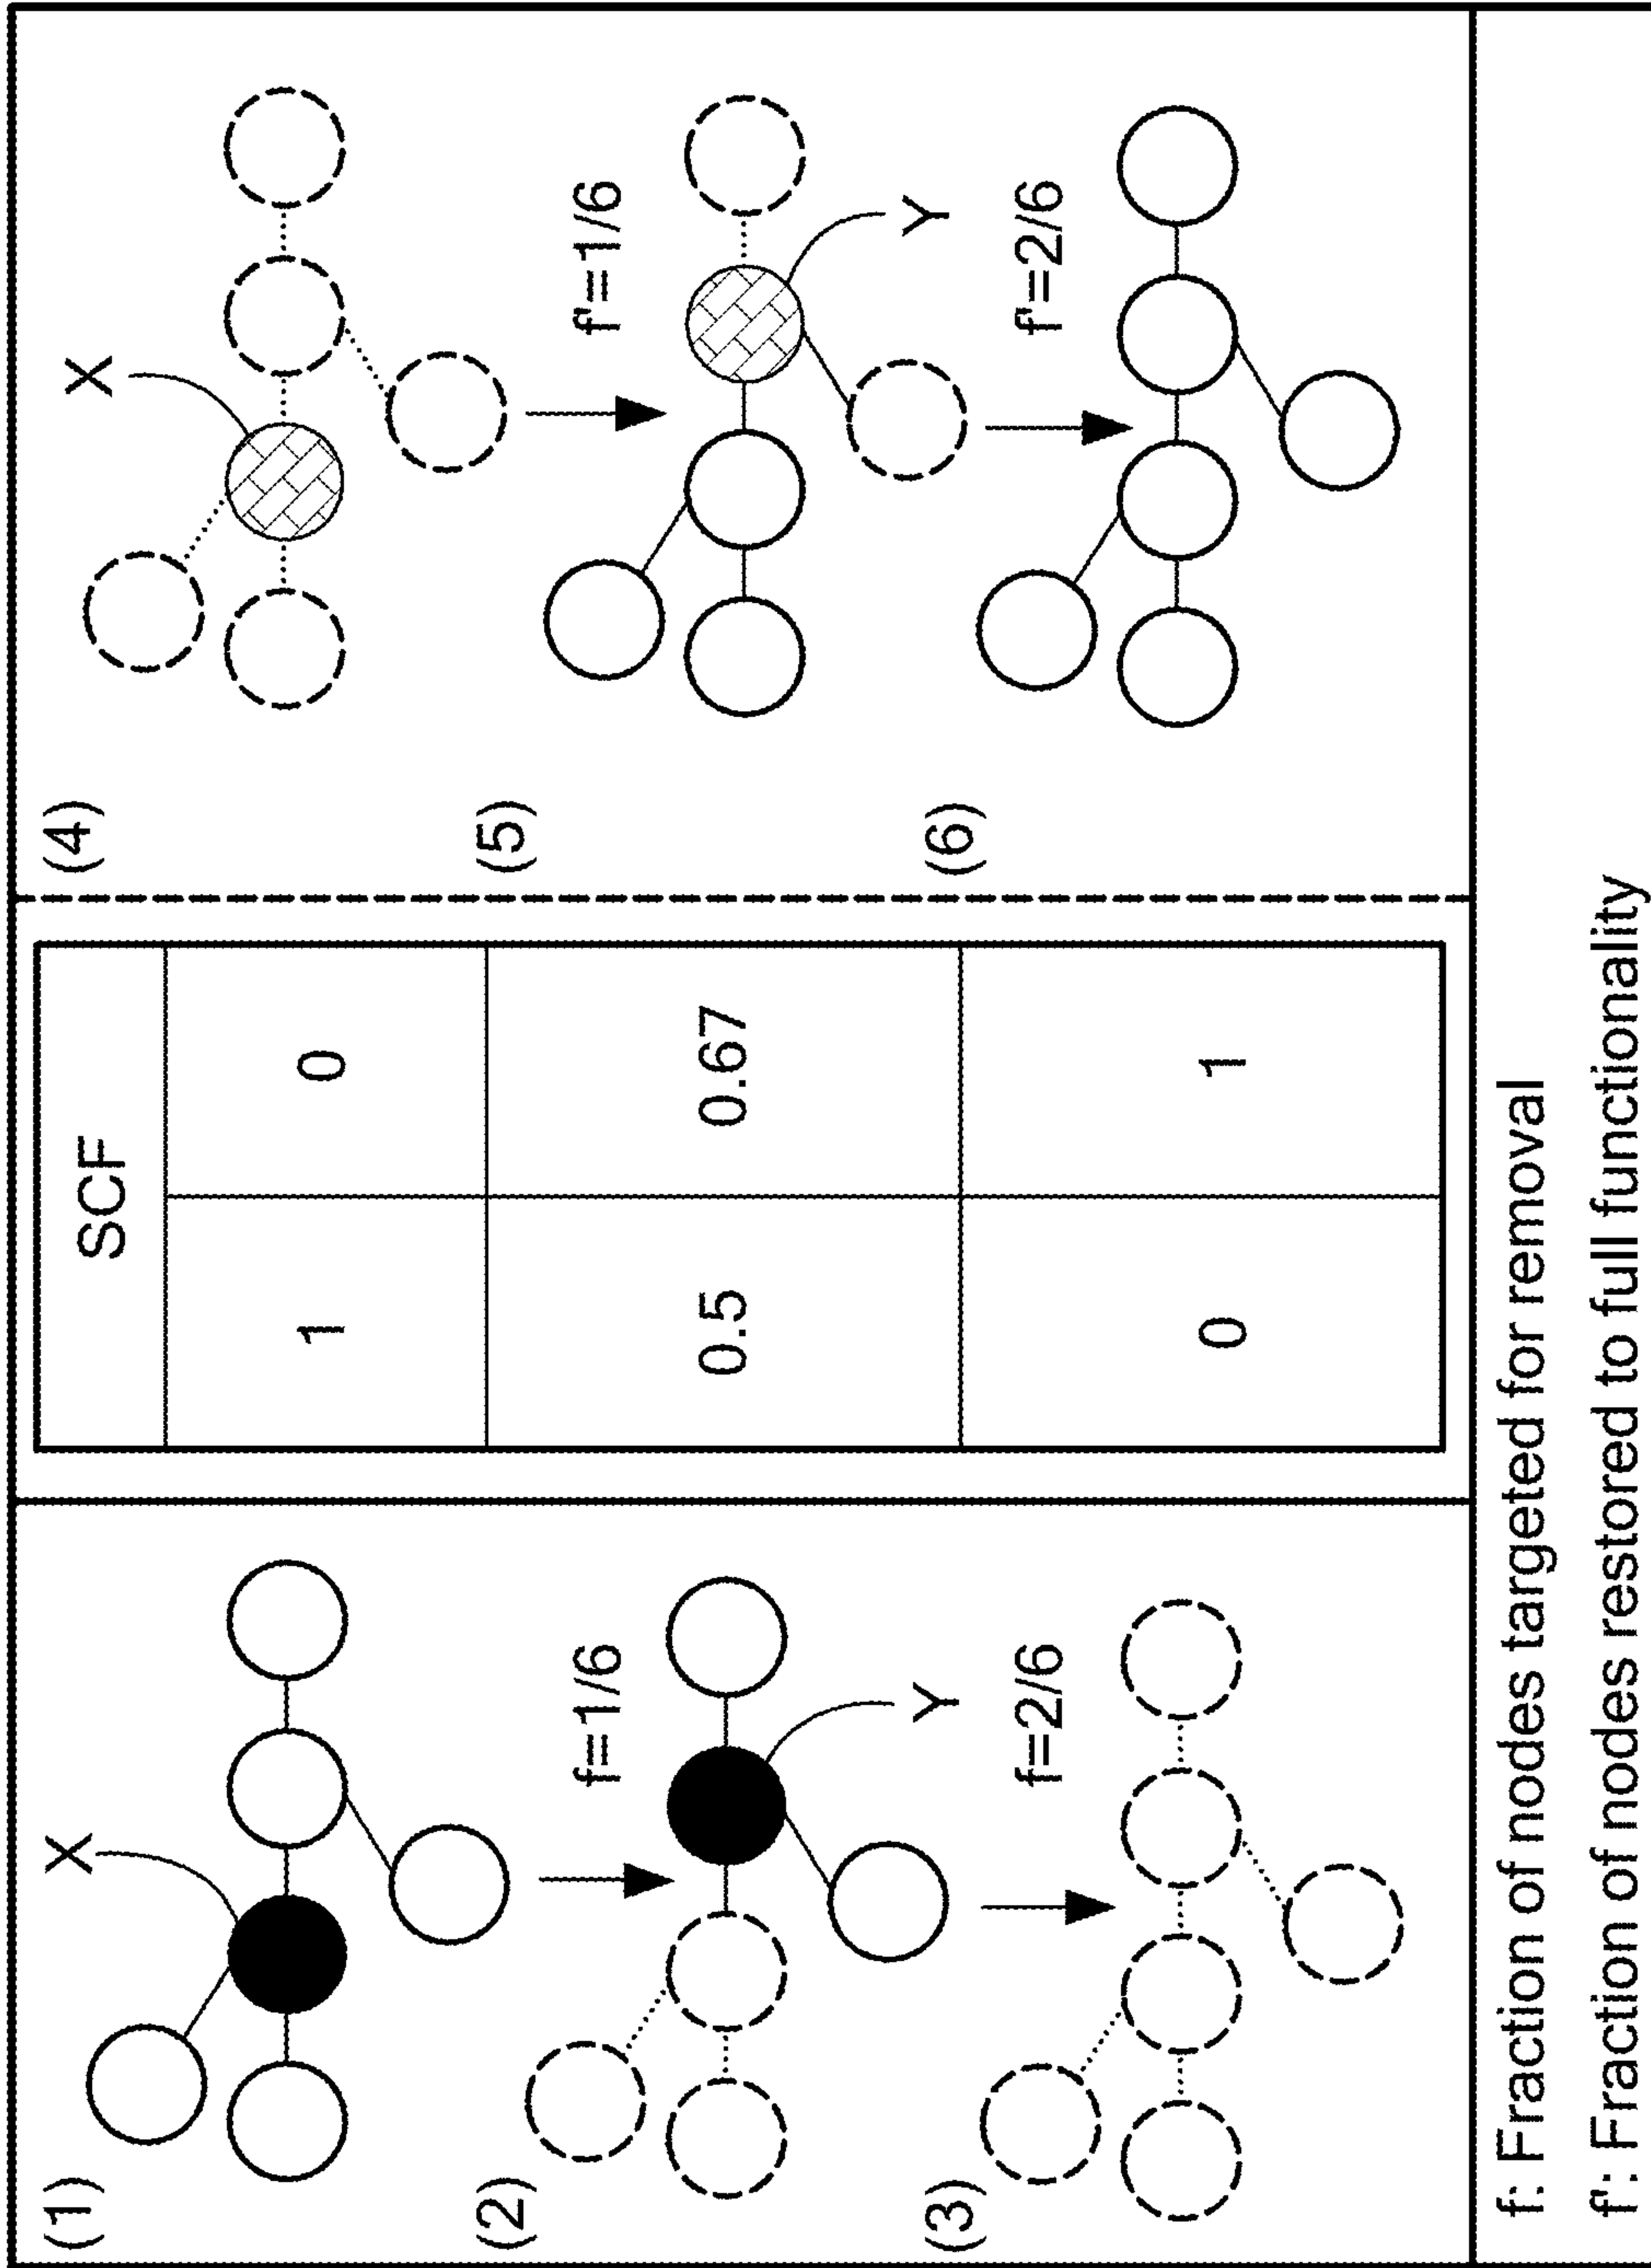 (1)
X
SCF
(4)
X
1
0
f=1/6
f'=1/6
(2)
Y
0.5
0.67
(5)
Y
f=2/6
f'=2/6
(3)
0
1
(6)
f: Fraction of nodes targeted for removal
f': Fraction of nodes restored to full functionality